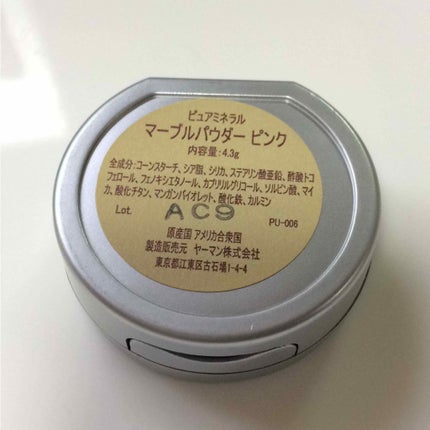 ピュアミネラル
マーブルパウダー ピンク
内容量:4.3g
全成分:コーンスターチ、シア脂、シリカ、ステアリン酸亜鉛、酢酸トコ
フェロール、フェノキシエタノール、カプリリルグリコール、ソルビン酸、マイ
カ、酸化チタン、マンガンバイオレット、酸化鉄、カルミン
Lot. AC9 PU-006
原産国 アメリカ合衆国
製造販売元 ヤーマン株式会社
東京都江東区古石場1-4-4